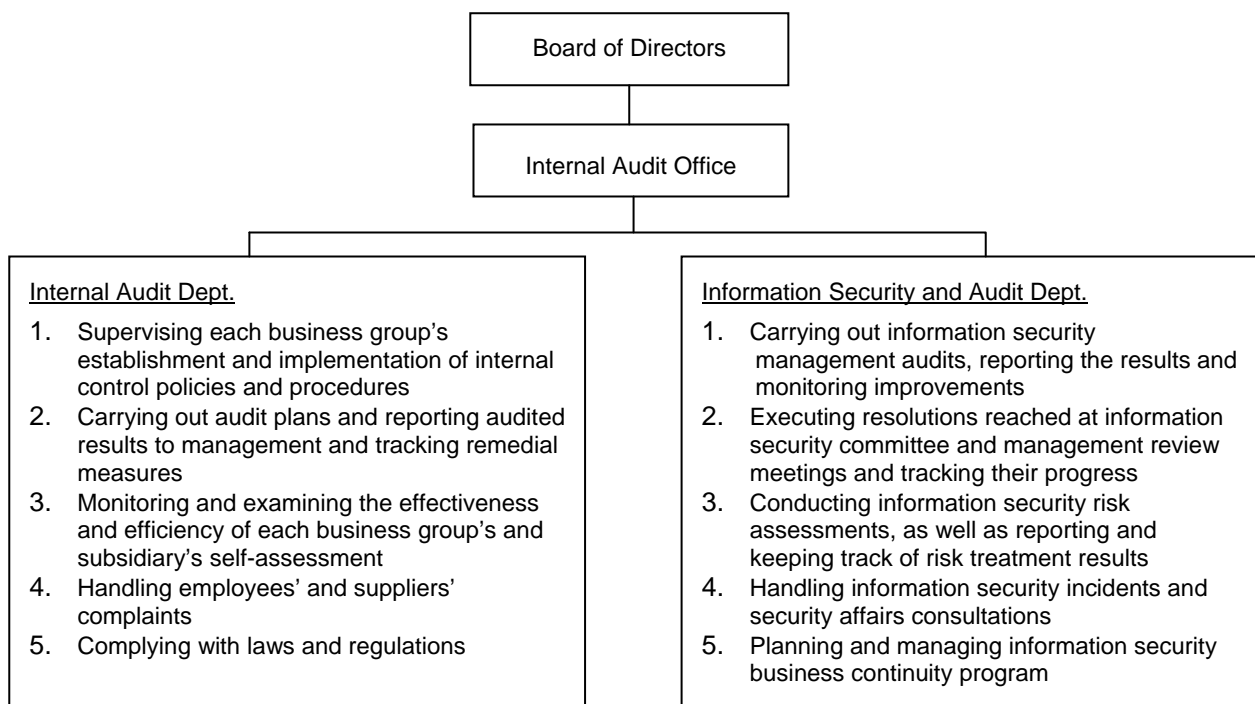 Board of Directors
Internal Audit Office
Internal Audit Dept.
1. Supervising each business group’s
establishment and implementation of internal
control policies and procedures
2. Carrying out audit plans and reporting audited
results to management and tracking remedial
measures
3. Monitoring and examining the effectiveness
and efficiency of each business group’s and
subsidiary’s self-assessment
4. Handling employees’ and suppliers’
complaints
5. Complying with laws and regulations
Information Security and Audit Dept.
1. Carrying out information security
management audits, reporting the results and
monitoring improvements
2. Executing resolutions reached at information
security committee and management review
meetings and tracking their progress
3. Conducting information security risk
assessments, as well as reporting and
keeping track of risk treatment results
4. Handling information security incidents and
security affairs consultations
5. Planning and managing information security
business continuity program